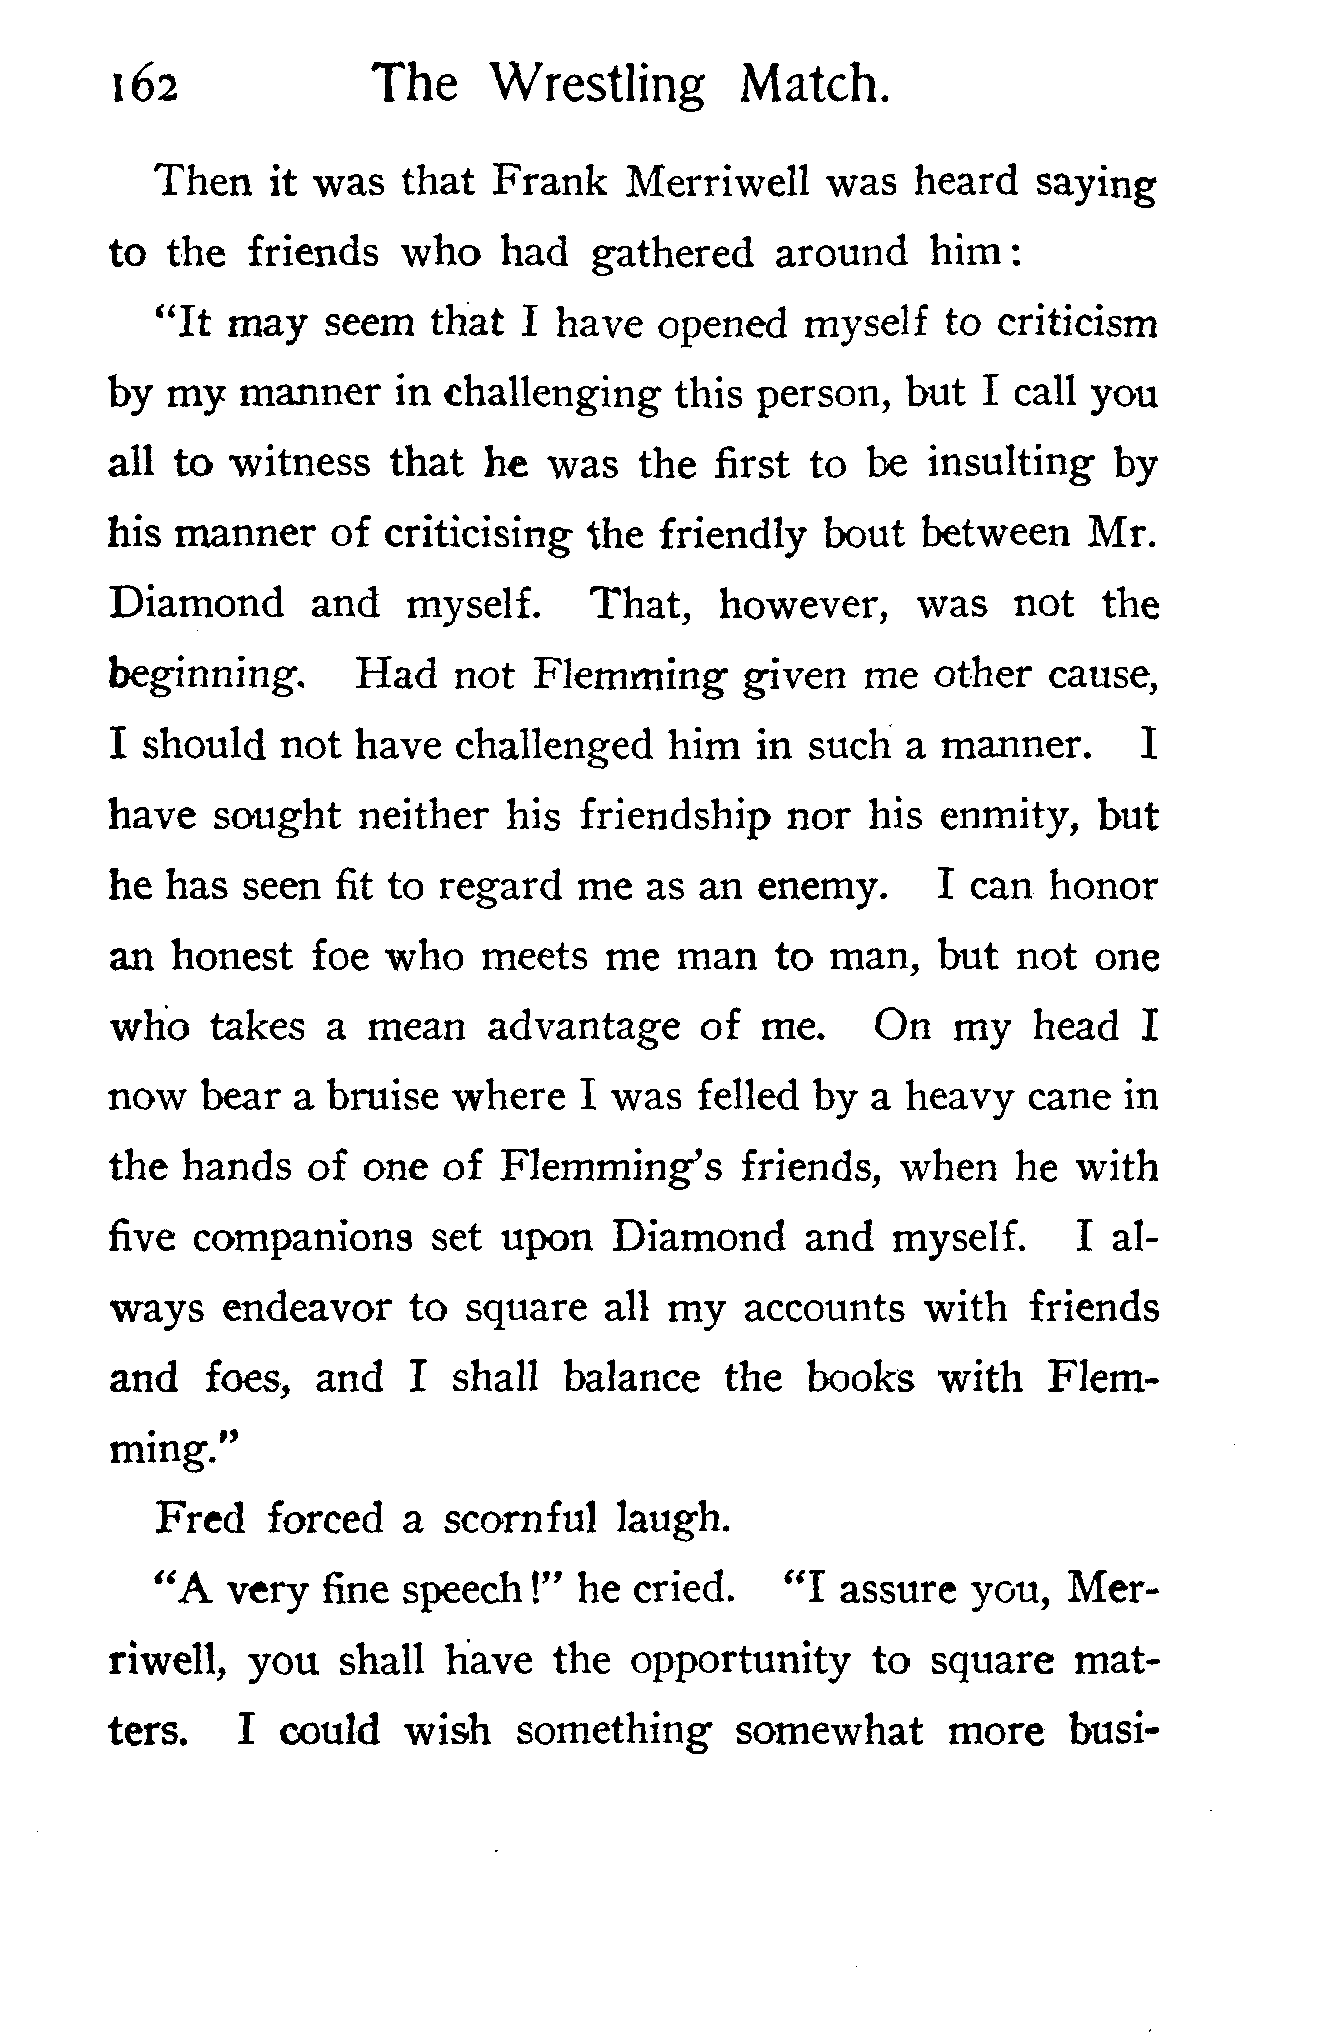 162 The Wrestling Match.
Then it was that Frank Merriwell was heard saying
to the friends who had gathered around him:
"It may seem that I have opened myself to criticism
by my manner in challenging this person, but I call you
all to witness that he was the first to be insulting by
his manner of criticising the friendly bout between Mr.
Diamond and myself. That, however, was not the
beginning. Had not Flemming given me other cause,
I should not have challenged him in such a manner. I
have sought neither his friendship nor his enmity, but
he has seen fit to regard me as an enemy. I can honor
an honest foe who meets me man to man, but not one
who takes a mean advantage of me. On my head I
now bear a bruise where I was felled by a heavy cane in
the hands of one of Flemming's friends, when he with
five companions set upon Diamond and myself. I al-
ways endeavor to square all my accounts with friends
and foes, and I shall balance the books with Flem-
ming."
Fred forced a scornful laugh.
"A very fine speech!" he cried. "I assure you, Mer-
riwell, you shall have the opportunity to square mat-
ters. I could wish something somewhat more busi-